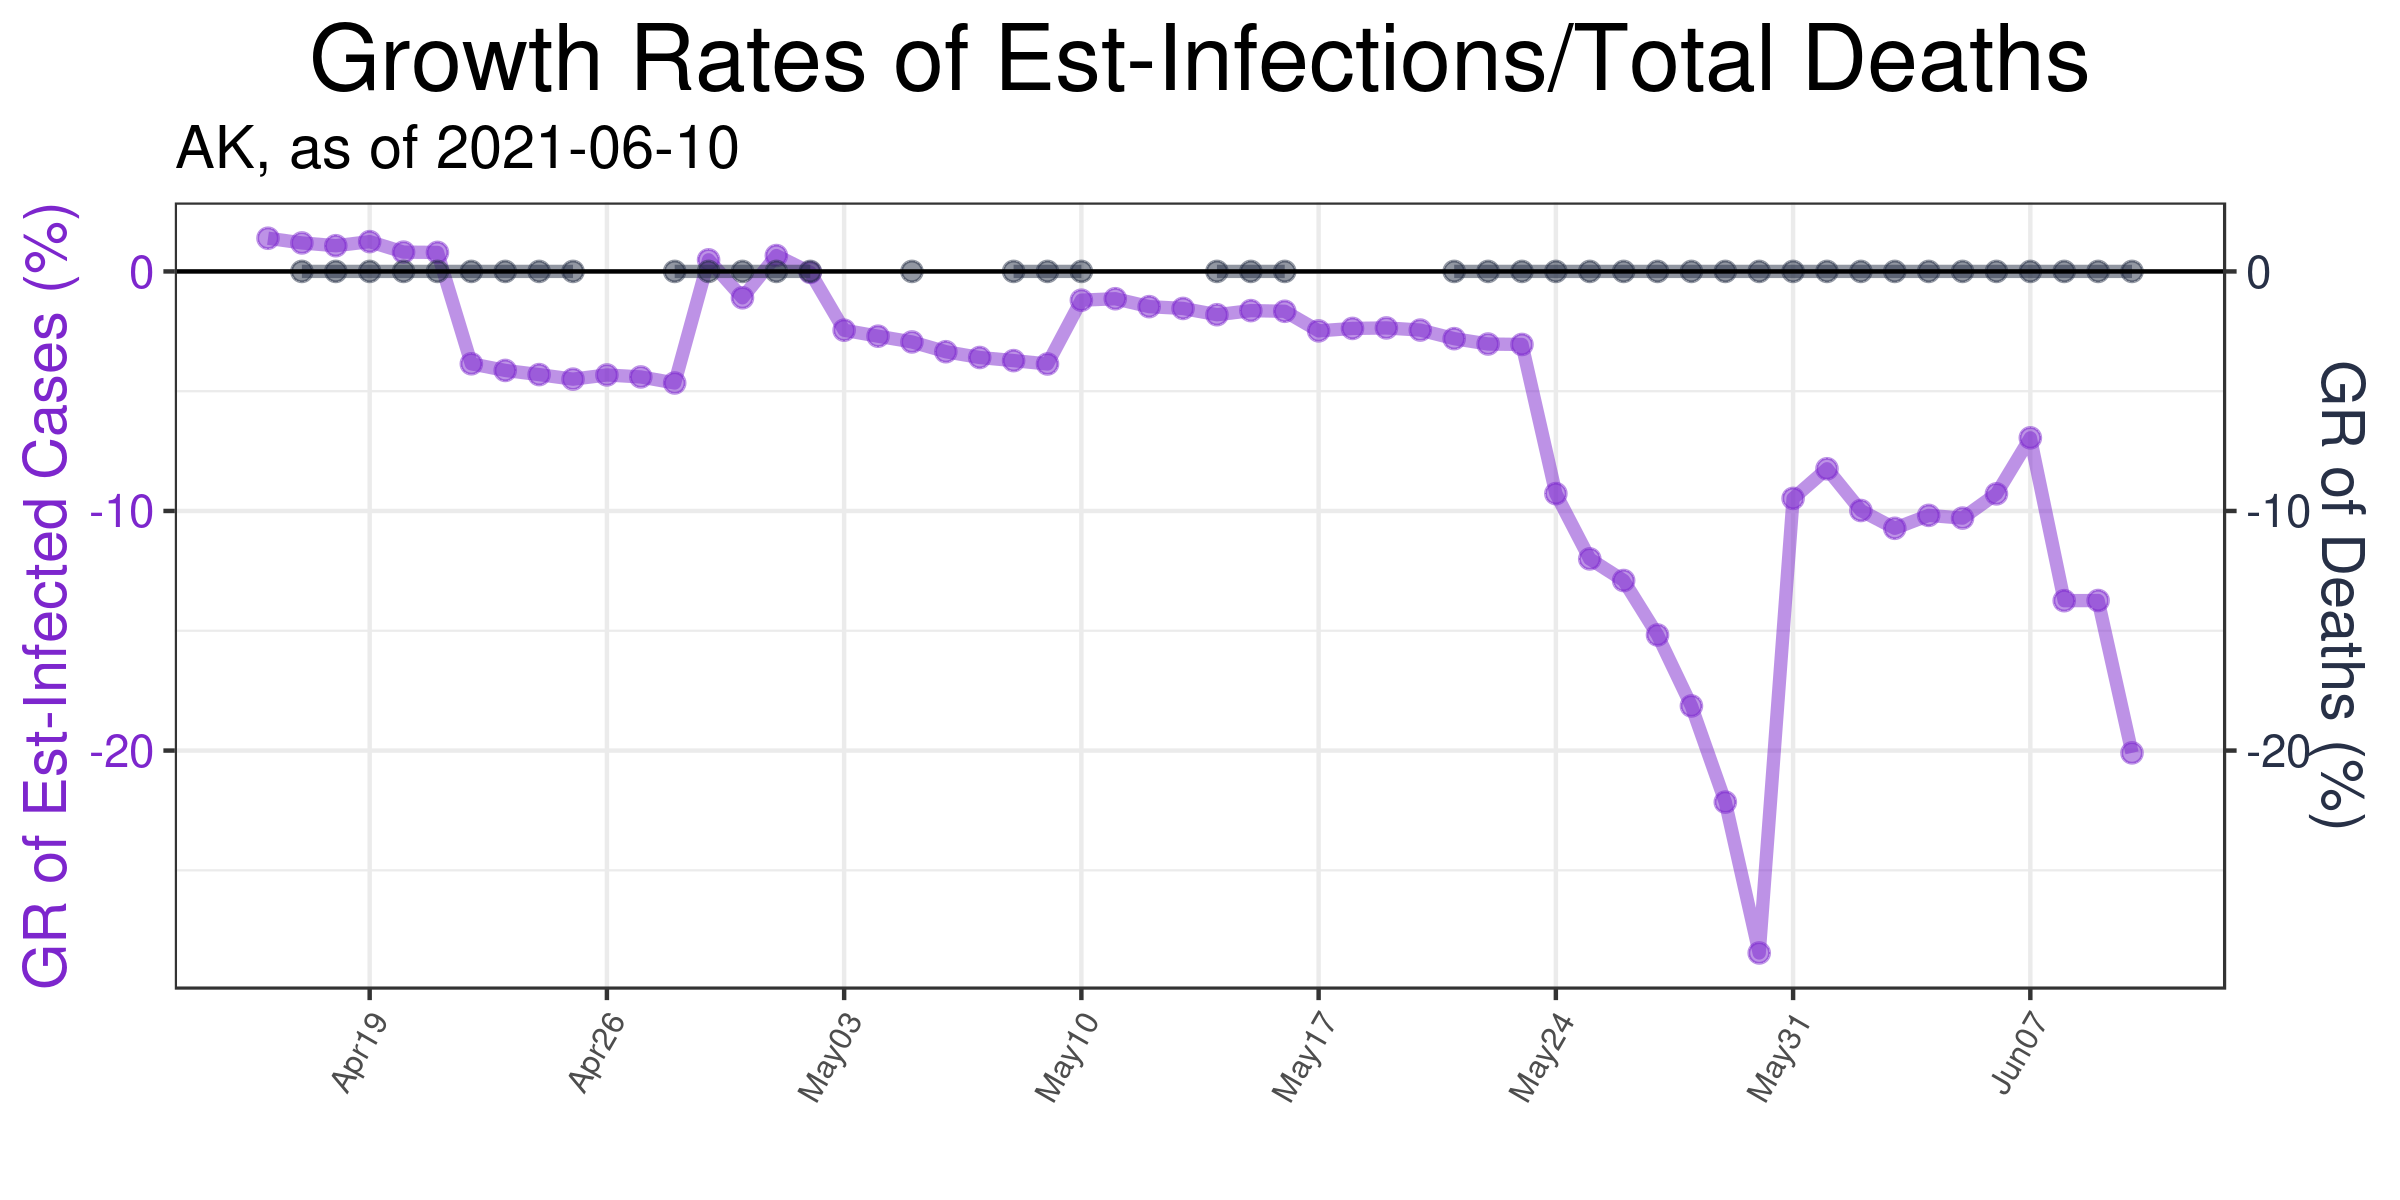 Growth Rates of Est-Infections/Total Deaths
AK, as of 2021-06-10
GR of Est-Infected Cases (%)
0
-10
-20
0
-10
-20
GR of Deaths (%)
Apr19
Apr26
May03
May10
May17
May24
May31
Jun07